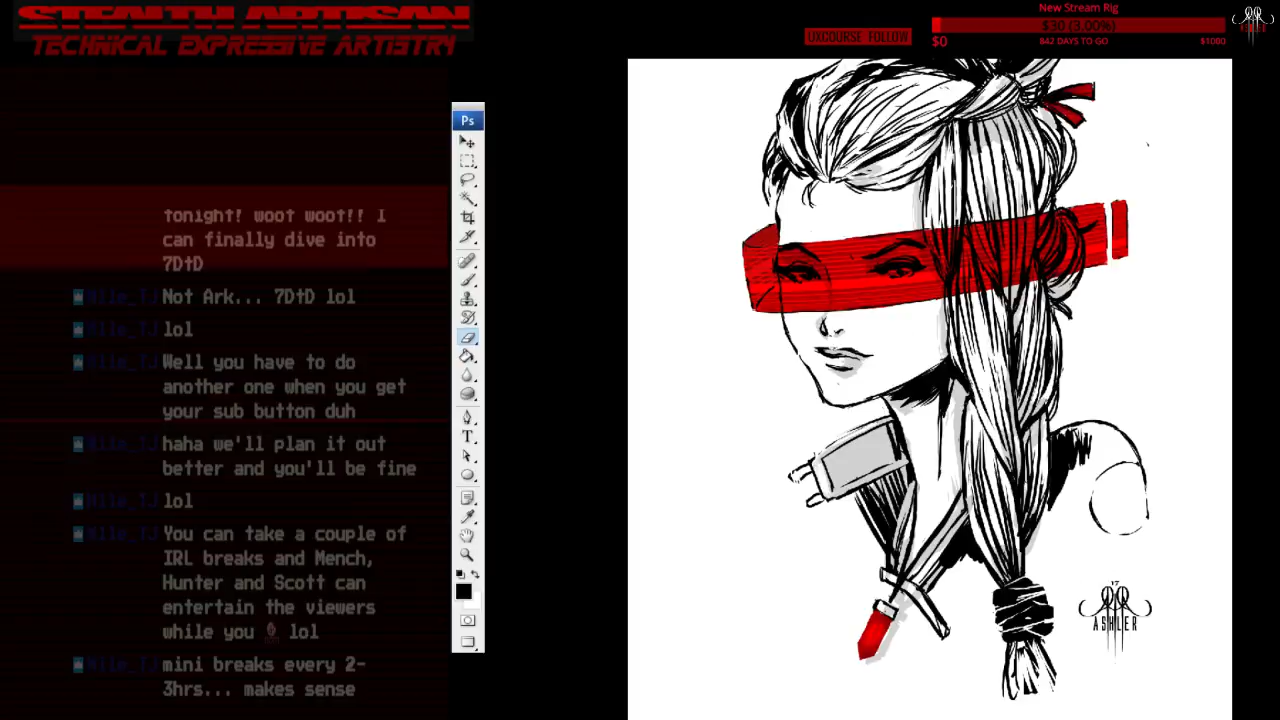 STEALTH ARTISAN
TECHNICAL EXPRESSIVE ARTISTRY
UXCOURSE FOLLOW
New Stream Rig
$30 (3.00%)
$0
842 DAYS TO GO
Ps
tonight! woot woot!! I
can finally dive into
7DtD
Not Ark... 7DtD lol
lol
Well you have to do
another one when you get
your sub button duh
haha we'll plan it out
better and you'll be fine
lol
You can take a couple of
IRL breaks and Mench,
Hunter and Scott can
entertain the viewers
while you lol
mini breaks every 2-
3hrs... makes sense
T
17
ASHLER